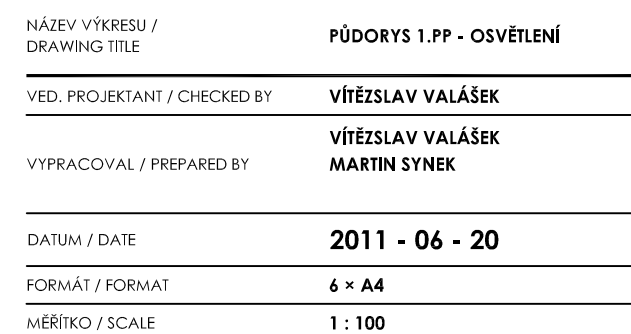 NÁZEV VÝKRESU /
DRAWING TITLE
PŮDORYS 1.PP - OSVĚTLENÍ
VED. PROJEKTANT / CHECKED BY
VÍTĚZSLAV VALÁŠEK
VYPRACOVAL / PREPARED BY
VÍTĚZSLAV VALÁŠEK
MARTIN SYNEK
DATUM / DATE
2011 - 06 - 20
FORMÁT / FORMAT
6 × A4
MĚŘÍTKO / SCALE
1 : 100